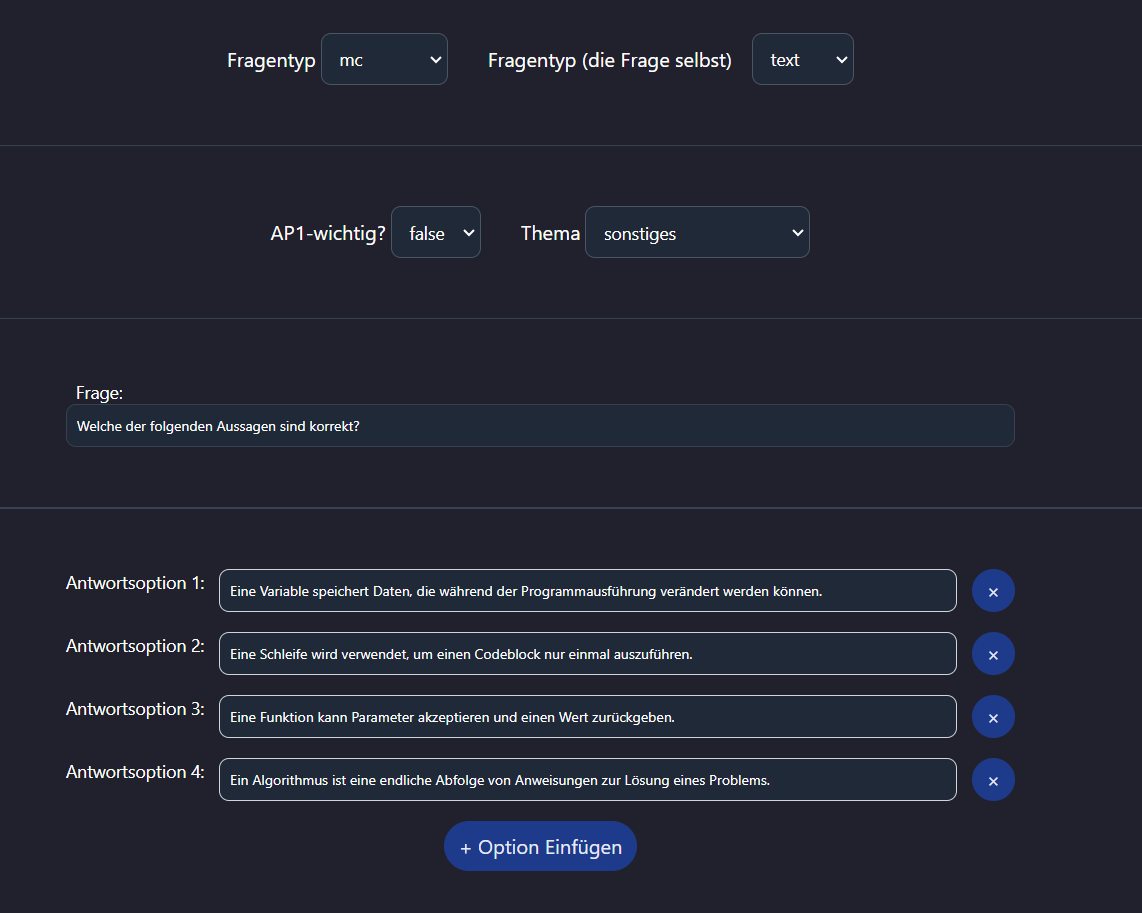 Fragentyp mc Fragentyp (die Frage selbst) text
AP1-wichtig? false Thema sonstiges
Frage:
Welche der folgenden Aussagen sind korrekt?
Antwortsoption 1: Eine Variable speichert Daten, die während der Programmausführung verändert werden können. ×
Antwortsoption 2: Eine Schleife wird verwendet, um einen Codeblock nur einmal auszuführen. ×
Antwortsoption 3: Eine Funktion kann Parameter akzeptieren und einen Wert zurückgeben. ×
Antwortsoption 4: Ein Algorithmus ist eine endliche Abfolge von Anweisungen zur Lösung eines Problems. ×
+ Option Einfügen